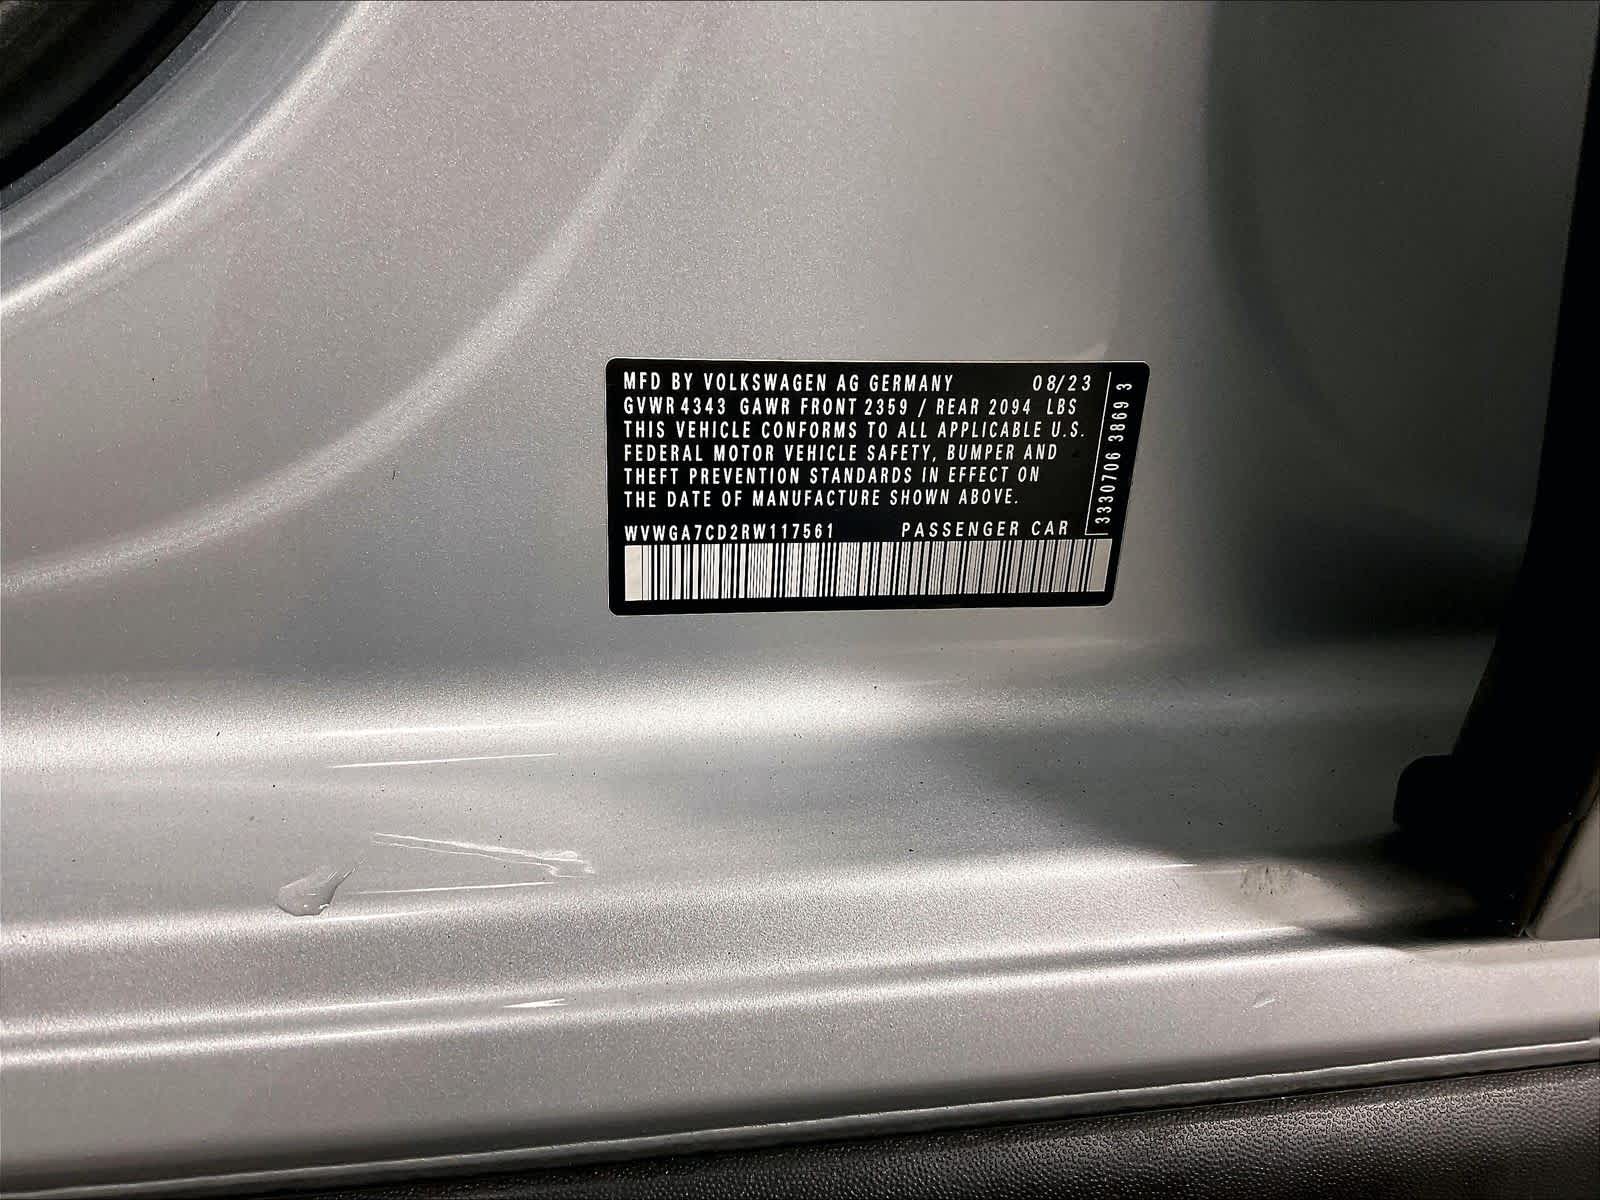 MFD BY VOLKSWAGEN AG GERMANY 08/23
GVWR 4343 GAWR FRONT 2359 / REAR 2094 LBS
THIS VEHICLE CONFORMS TO ALL APPLICABLE U.S.
FEDERAL MOTOR VEHICLE SAFETY, BUMPER AND
THEFT PREVENTION STANDARDS IN EFFECT ON
THE DATE OF MANUFACTURE SHOWN ABOVE.
WVWGA7CD2RW117561 PASSENGER CAR
3330706 3869 3